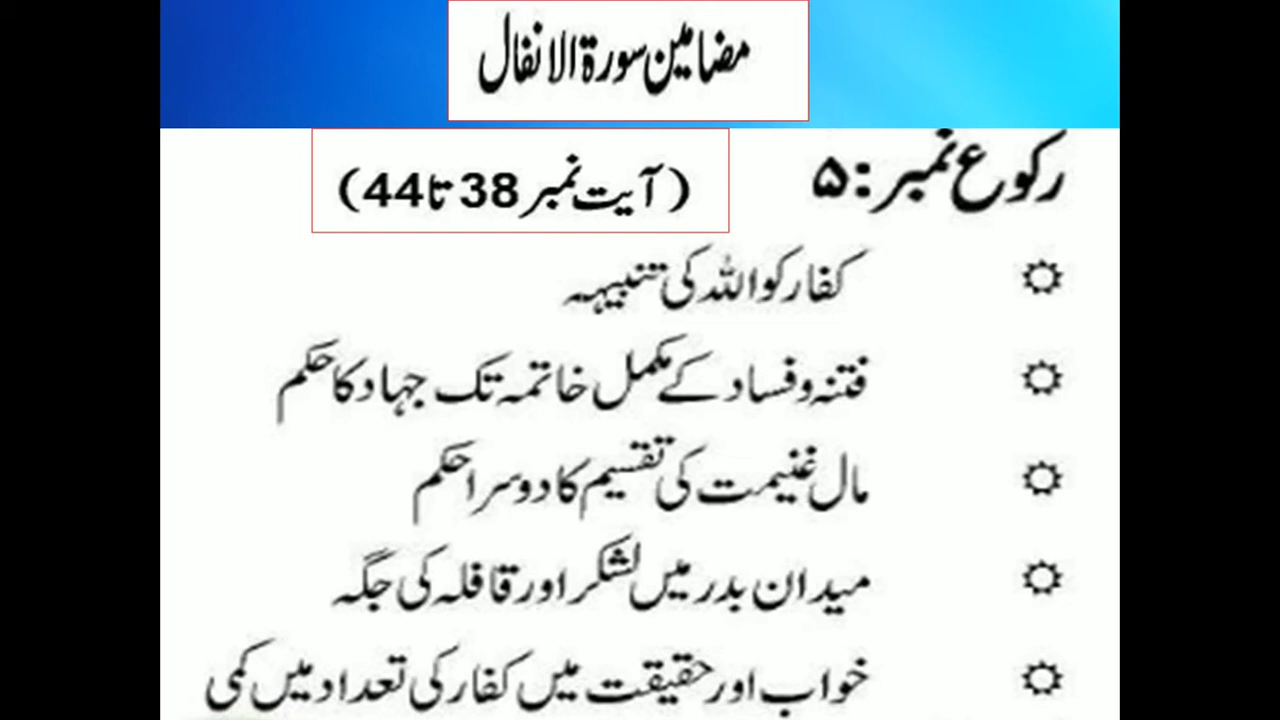 مضامین سورۃ الانفال
رکوع نمبر: ۵ (آیت نمبر 38 تا 44)
کفار کو اللہ کی تنبیہہ
فتنہ و فساد کے مکمل خاتمہ تک جہاد کا حکم
مال غنیمت کی تقسیم کا دوسرا حکم
میدان بدر میں لشکر اور قافلہ کی جگہ
خواب اور حقیقت میں کفار کی تعداد میں کمی